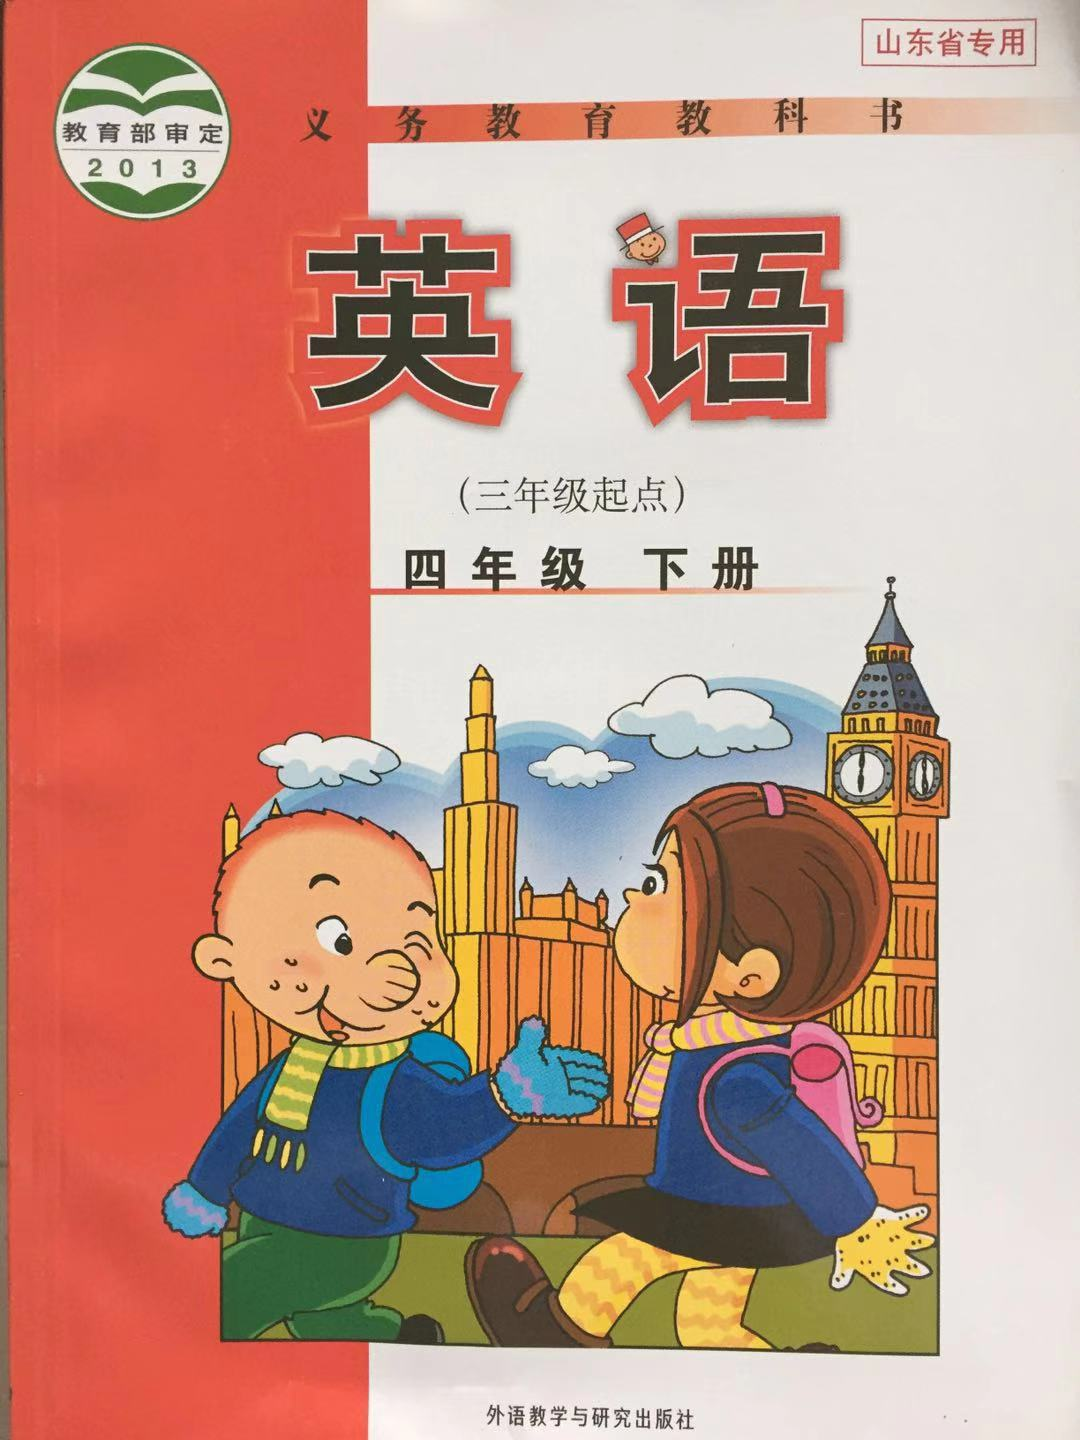 山东省专用
义务教育教科书
教育部审定
2013
英语
（三年级起点）
四年级 下册
外语教学与研究出版社